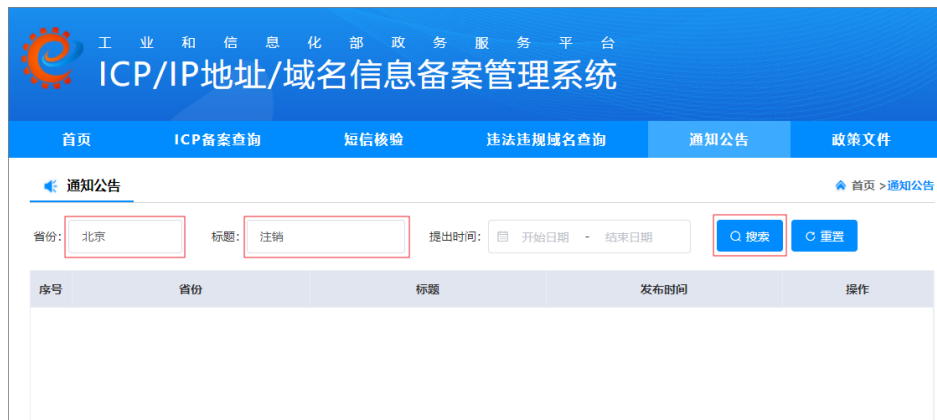 工业和信息化部政务服务平台
ICP/IP地址/域名信息备案管理系统
首页 ICP备案查询 短信核验 违法违规域名查询 通知公告 政策文件
通知公告 首页 >通知公告
省份: 北京 标题: 注销 提出时间: 开始日期 - 结束日期 搜索 重置
序号 省份 标题 发布时间 操作